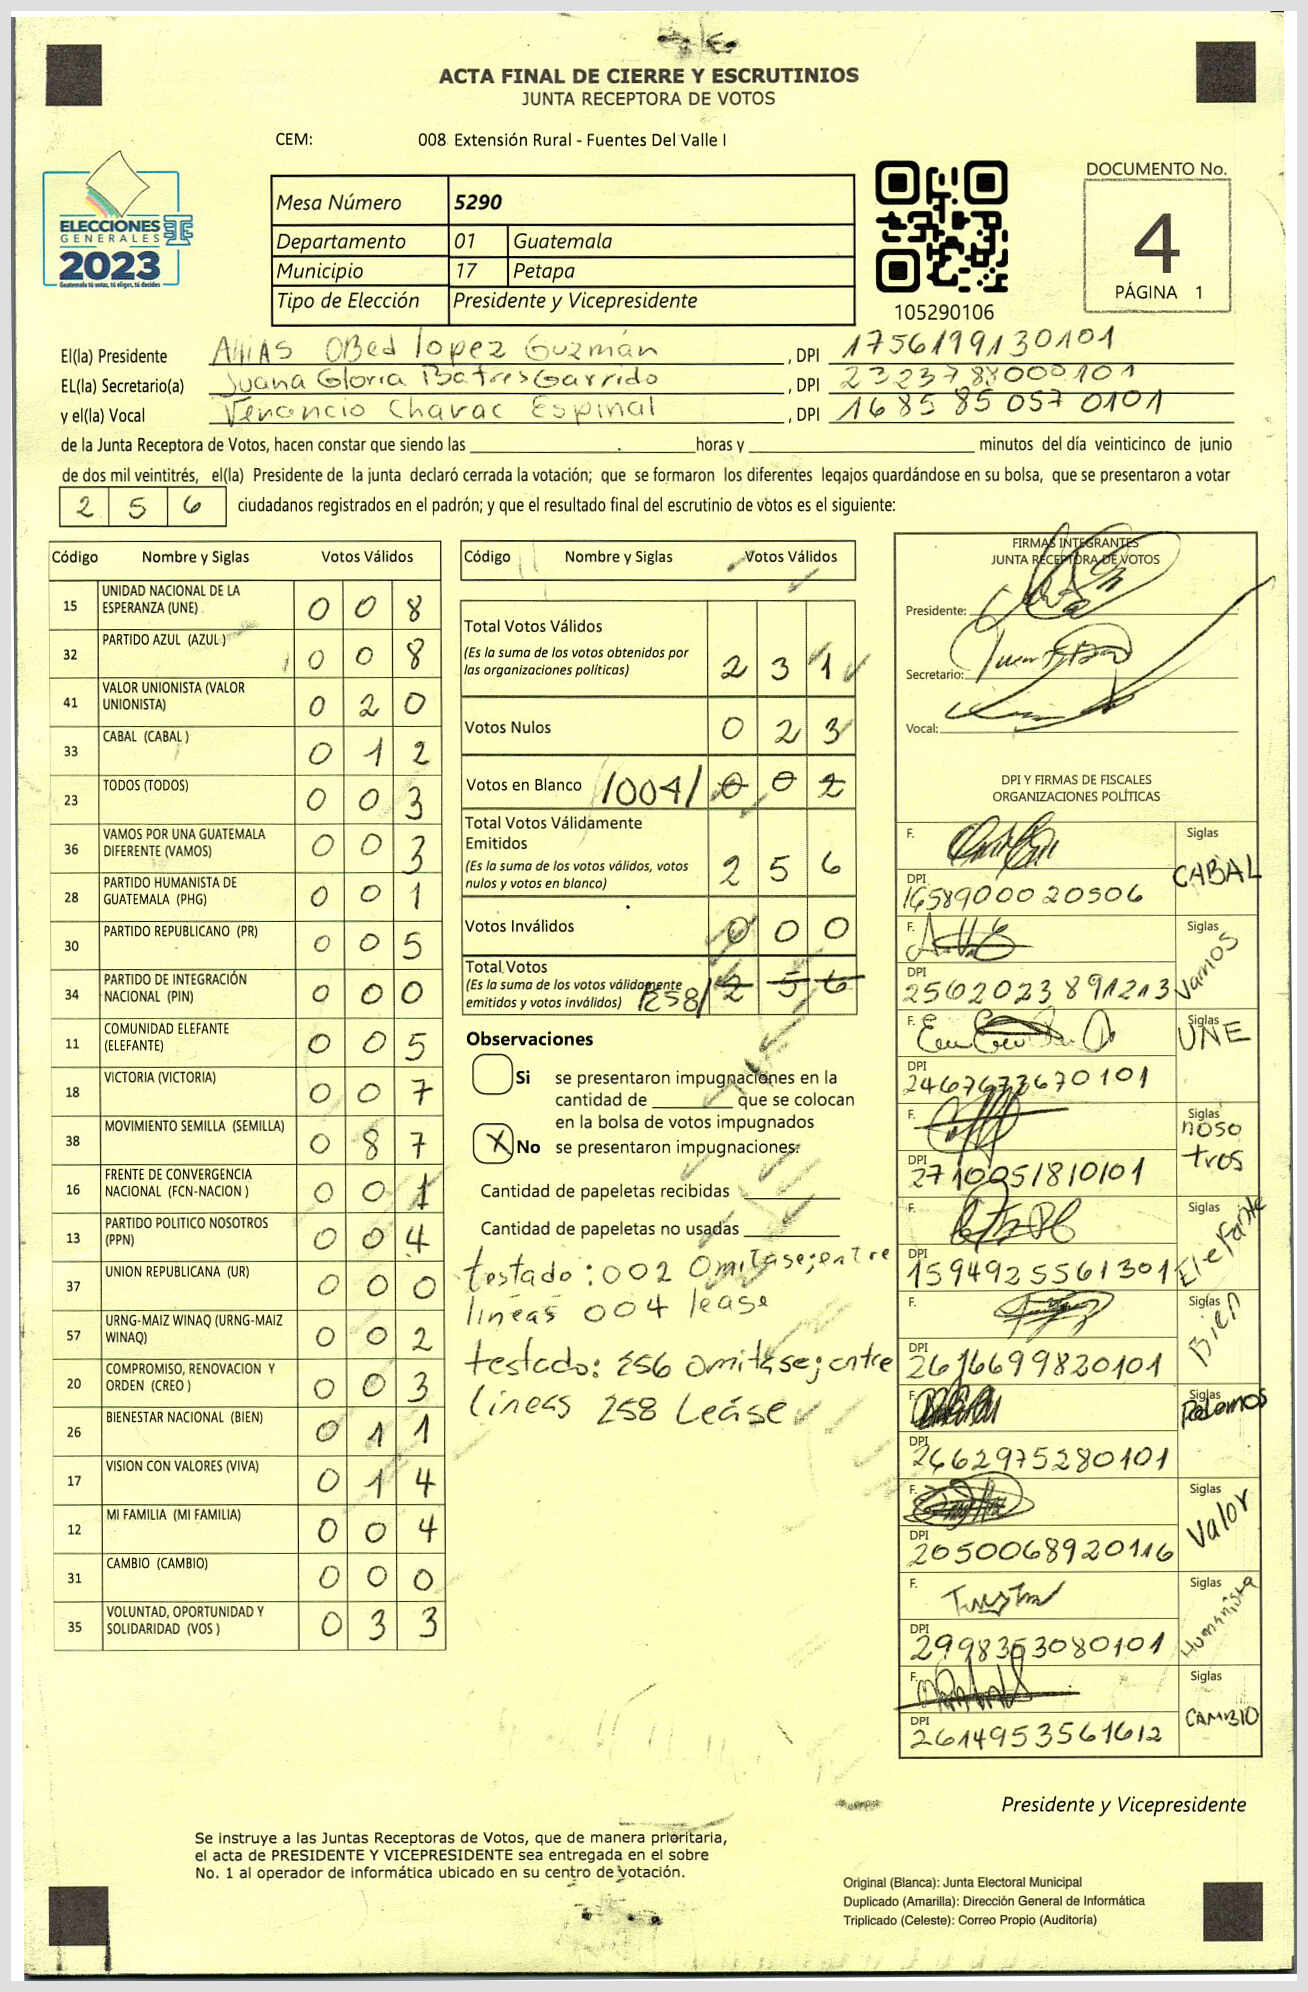 ACTA FINAL DE CIERRE Y ESCRUTINIOS
JUNTA RECEPTORA DE VOTOS
CEM: 008 Extensión Rural - Fuentes Del Valle I
ELECCIONES
GENERALES
2023
Guatemala tú votas, tú eliges, tú decides
Mesa Número 5290
Departamento 01 Guatemala
Municipio 17 Petapa
Tipo de Elección Presidente y Vicepresidente
105290106
DOCUMENTO No.
4
PÁGINA 1
El(la) Presidente OBed lopez Guzmán , DPI 1756199130101
EL(la) Secretario(a) Juana Gloria Batres Garrido , DPI
y el(la) Vocal Venancio Chavac Espinal , DPI 1685850570101
de la Junta Receptora de Votos, hacen constar que siendo las horas y minutos del día veinticinco de junio
de dos mil veintitrés, el(la) Presidente de la junta declaró cerrada la votación; que se formaron los diferentes legajos guardándose en su bolsa, que se presentaron a votar
2 5 6 ciudadanos registrados en el padrón; y que el resultado final del escrutinio de votos es el siguiente:
Código Nombre y Siglas Votos Válidos
15 UNIDAD NACIONAL DE LA
ESPERANZA (UNE) 0 0 8
32 PARTIDO AZUL (AZUL ) 0 0 8
41 VALOR UNIONISTA (VALOR
UNIONISTA) 0 2 0
33 CABAL (CABAL ) 0 1 2
23 TODOS (TODOS) 0 0 3
36 VAMOS POR UNA GUATEMALA
DIFERENTE (VAMOS) 0 0 3
28 PARTIDO HUMANISTA DE
GUATEMALA (PHG) 0 0 1
30 PARTIDO REPUBLICANO (PR) 0 0 5
34 PARTIDO DE INTEGRACIÓN
NACIONAL (PIN) 0 0 0
11 COMUNIDAD ELEFANTE
(ELEFANTE) 0 0 5
18 VICTORIA (VICTORIA) 0 0 7
38 MOVIMIENTO SEMILLA (SEMILLA) 0 8 7
16 FRENTE DE CONVERGENCIA
NACIONAL (FCN-NACION ) 0 0 1
13 PARTIDO POLITICO NOSOTROS
(PPN) 0 0 4
37 UNION REPUBLICANA (UR) 0 0 0
57 URNG-MAIZ WINAQ (URNG-MAIZ
WINAQ) 0 0 2
20 COMPROMISO, RENOVACION Y
ORDEN (CREO ) 0 0 3
26 BIENESTAR NACIONAL (BIEN) 0 1 1
17 VISION CON VALORES (VIVA) 0 1 4
12 MI FAMILIA (MI FAMILIA) 0 0 4
31 CAMBIO (CAMBIO) 0 0 0
35 VOLUNTAD, OPORTUNIDAD Y
SOLIDARIDAD (VOS ) 0 3 3
Código Nombre y Siglas Votos Válidos
Total Votos Válidos
(Es la suma de los votos obtenidos por
las organizaciones politicas) 2 3 1
Votos Nulos 0 2 3
Votos en Blanco /004/ 0 0 2
Total Votos Válidamente
Emitidos
(Es la suma de los votos válidos, votos
nulos y votos en blanco) 2 5 6
Votos Inválidos 0 0 0
Total Votos
(Es la suma de los votos válidamente
emitidos y votos inválidos) /258/ 2 5 6
Observaciones
Si se presentaron impugnaciones en la
cantidad de que se colocan
en la bolsa de votos impugnados
X No se presentaron impugnaciones.
Cantidad de papeletas recibidas
Cantidad de papeletas no usadas
testado: 002 Omitase; entre
lineas 004 lease
testado: 256 Omitase; entre
lineas 258 Leáse
FIRMAS INTEGRANTES
JUNTA RECEPTORA DE VOTOS
Presidente:
Secretario:
Vocal:
DPI Y FIRMAS DE FISCALES
ORGANIZACIONES POLÍTICAS
F. Siglas CABAL
DPI 1658900020506
F. Siglas Vamos
DPI 2562023891213
F. Siglas UNE
DPI 2467673670101
F. Siglas noso
tros
DPI 2710051810101
F. Siglas Elefante
DPI 1594925561301
F. Siglas Bien
DPI 2616699820101
F. Siglas Podemos
DPI 2662975280101
F. Siglas Valor
DPI 2050068920116
F. Siglas Humanista
DPI 2998353080101
F. Siglas CAMBIO
DPI 2614953561612
Presidente y Vicepresidente
Se instruye a las Juntas Receptoras de Votos, que de manera prioritaria,
el acta de PRESIDENTE Y VICEPRESIDENTE sea entregada en el sobre
No. 1 al operador de informática ubicado en su centro de votación.
Original (Blanca): Junta Electoral Municipal
Duplicado (Amarilla): Dirección General de Informática
Triplicado (Celeste): Correo Propio (Auditoría)